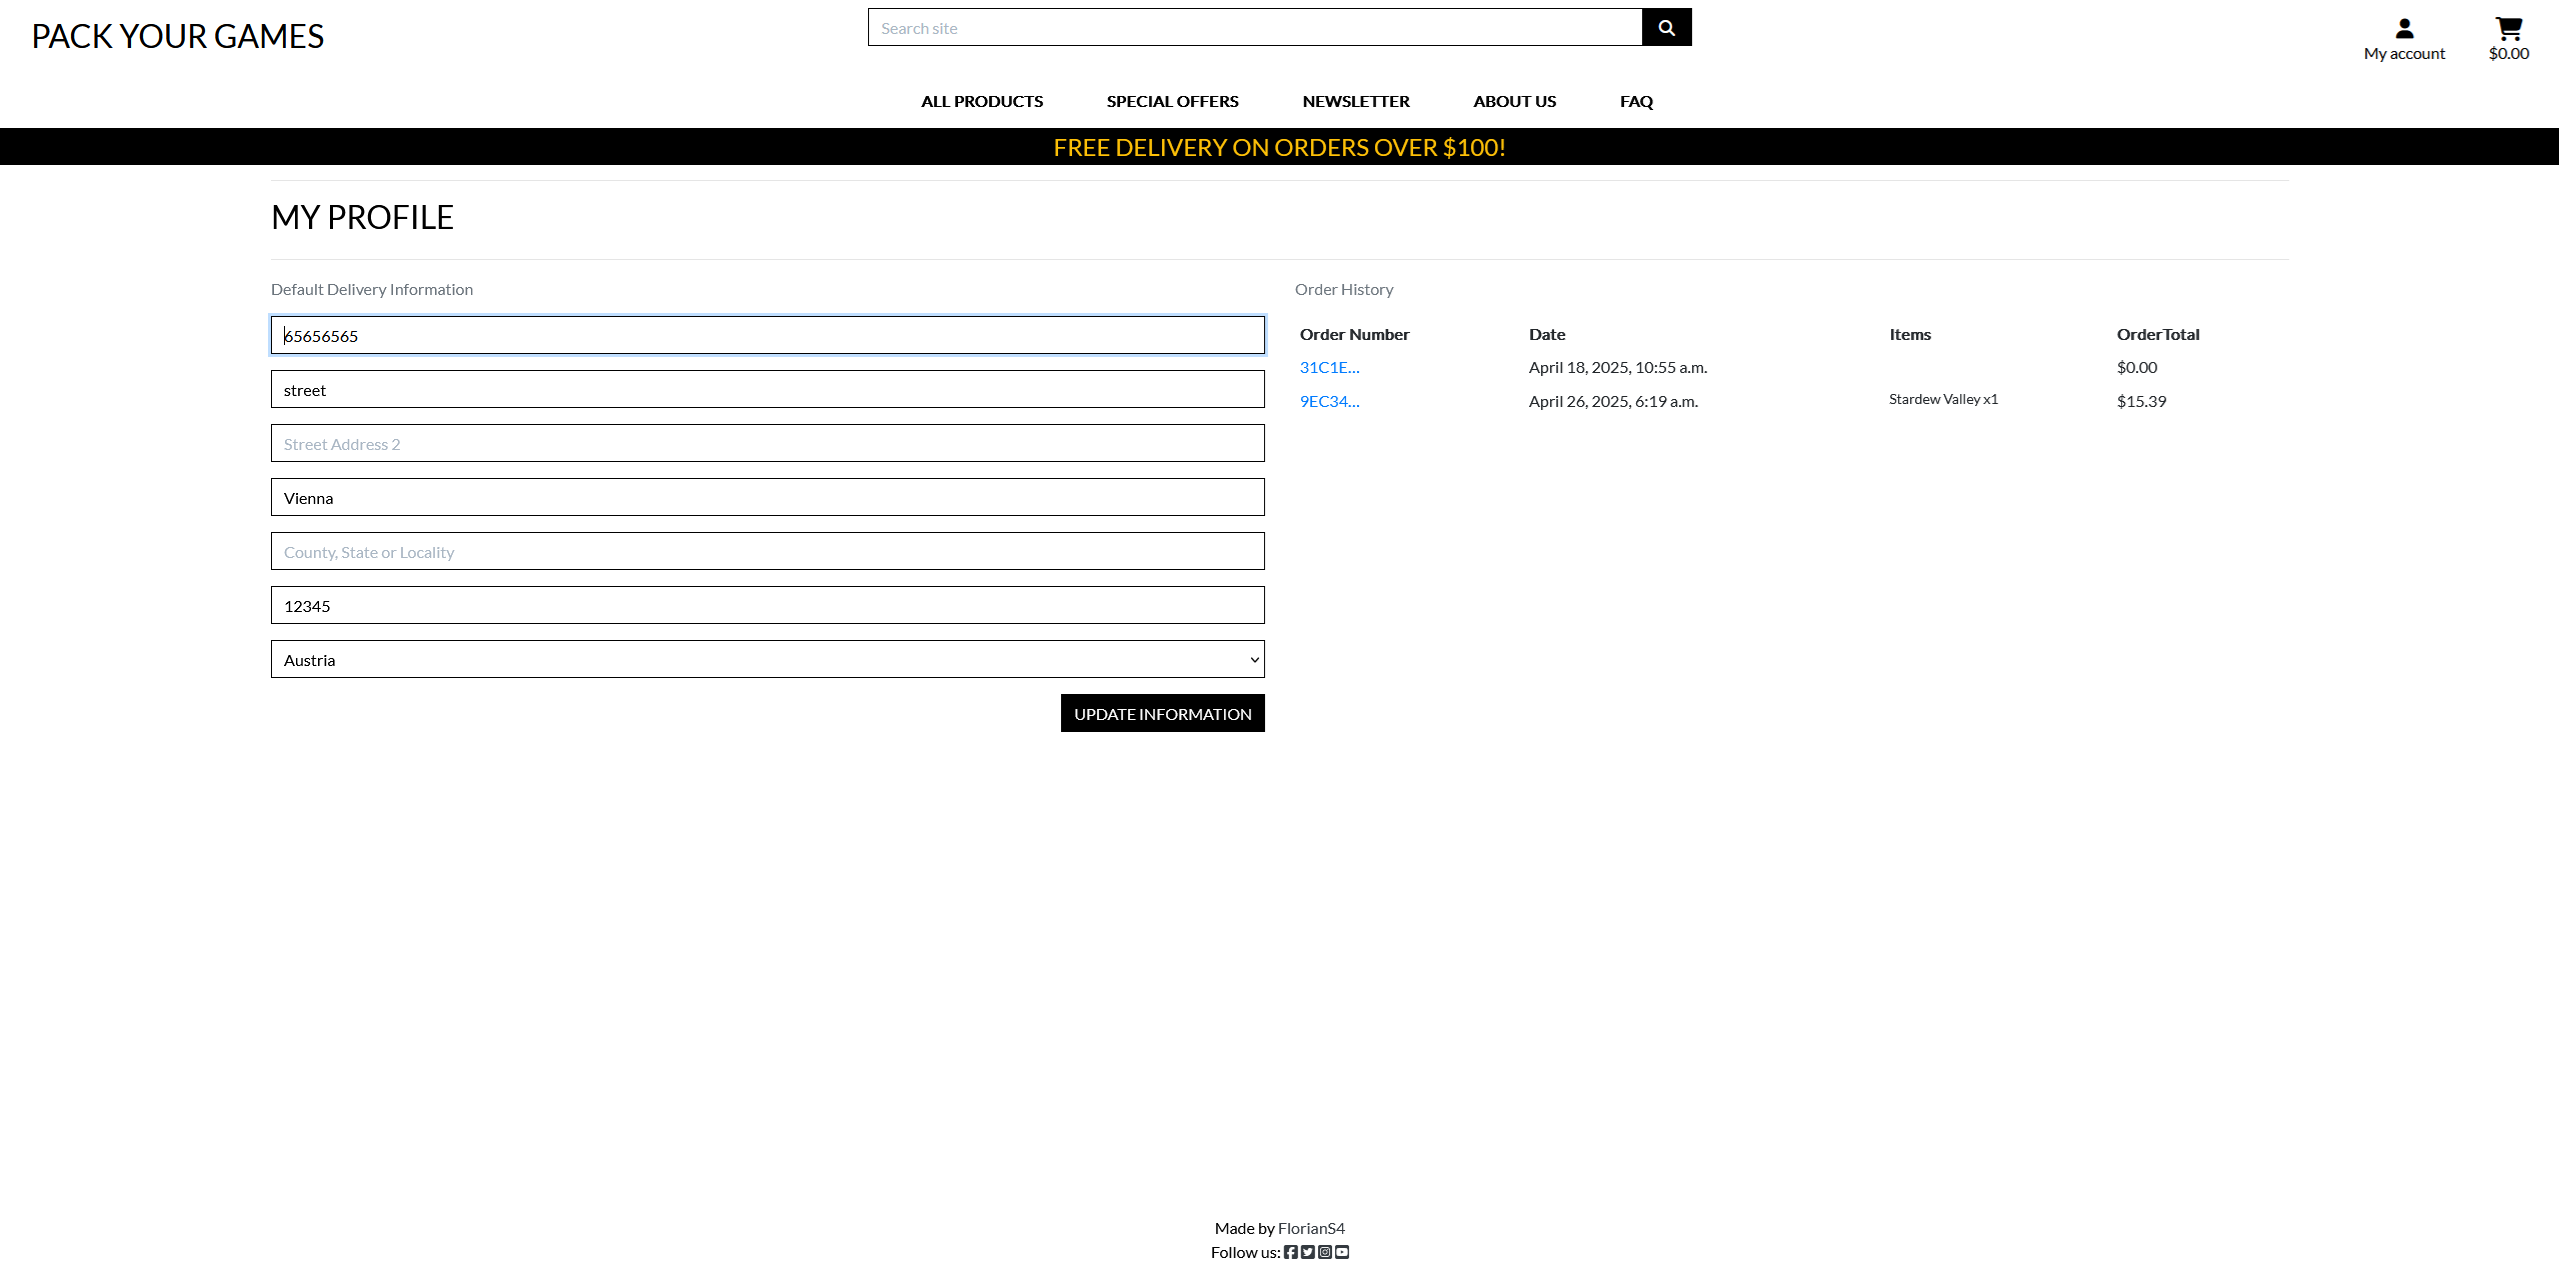 PACK YOUR GAMES
Search site
My account
$0.00
ALL PRODUCTS
SPECIAL OFFERS
NEWSLETTER
ABOUT US
FAQ
FREE DELIVERY ON ORDERS OVER $100!
MY PROFILE
Default Delivery Information
65656565
street
Street Address 2
Vienna
County, State or Locality
12345
Austria
UPDATE INFORMATION
Order History
Order Number Date Items OrderTotal
31C1E... April 18, 2025, 10:55 a.m. $0.00
9EC34... April 26, 2025, 6:19 a.m. Stardew Valley x1 $15.39
Made by FlorianS4
Follow us: